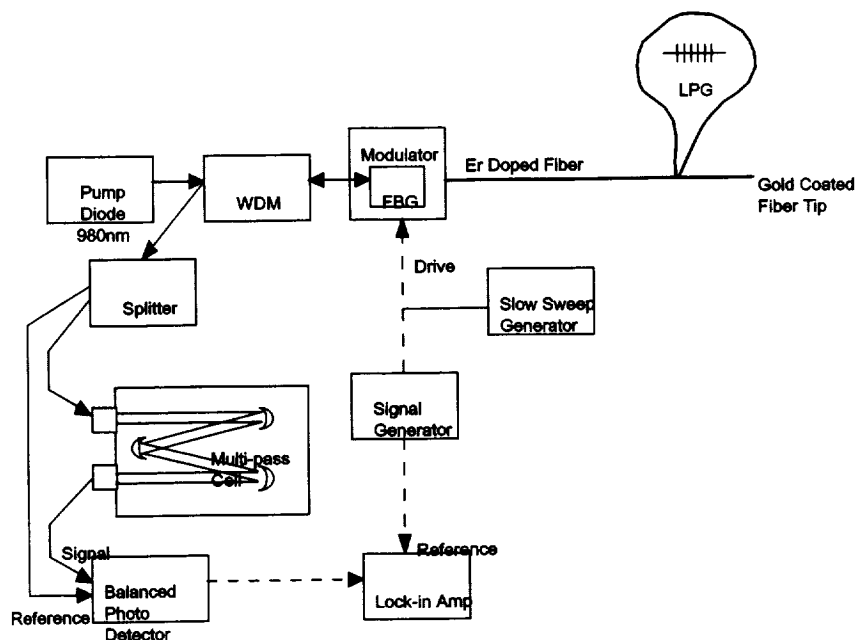 LPG
Modulator
Er Doped Fiber
Gold Coated
Fiber Tip
Pump
Diode
980nm
WDM
FBG
Drive
Splitter
Slow Sweep
Generator
Signal
Generator
Multi-pass
Cell
Signal
Reference
Reference
Balanced
Photo
Detector
Lock-in Amp